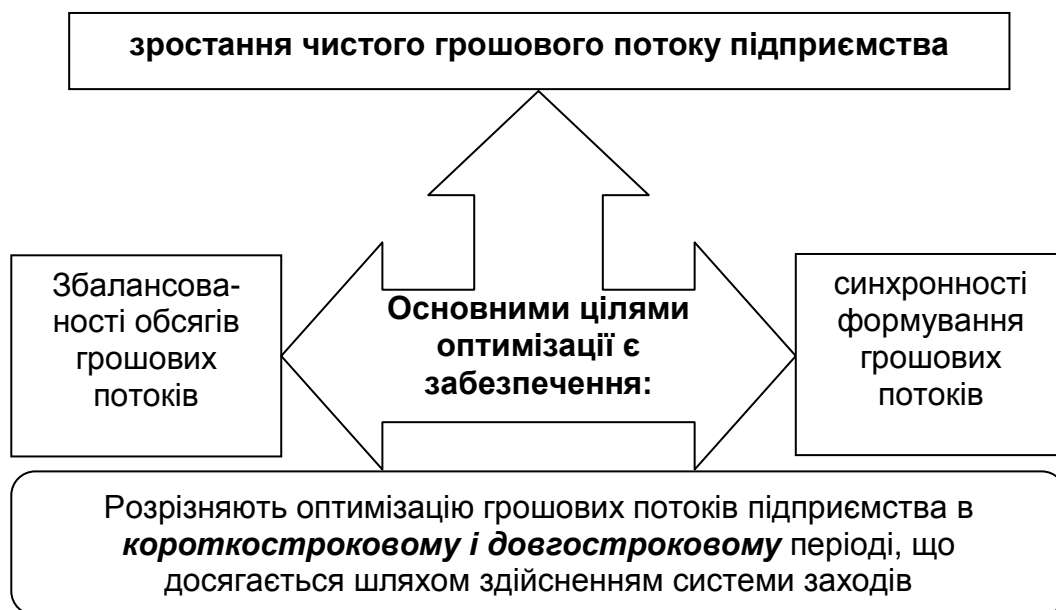 зростання чистого грошового потоку підприємства
Збалансова-
ності обсягів
грошових
потоків
Основними цілями
оптимізації є
забезпечення:
синхронності
формування
грошових
потоків
Розрізняють оптимізацію грошових потоків підприємства в
короткостроковому і довгостроковому періоді, що
досягається шляхом здійсненням системи заходів